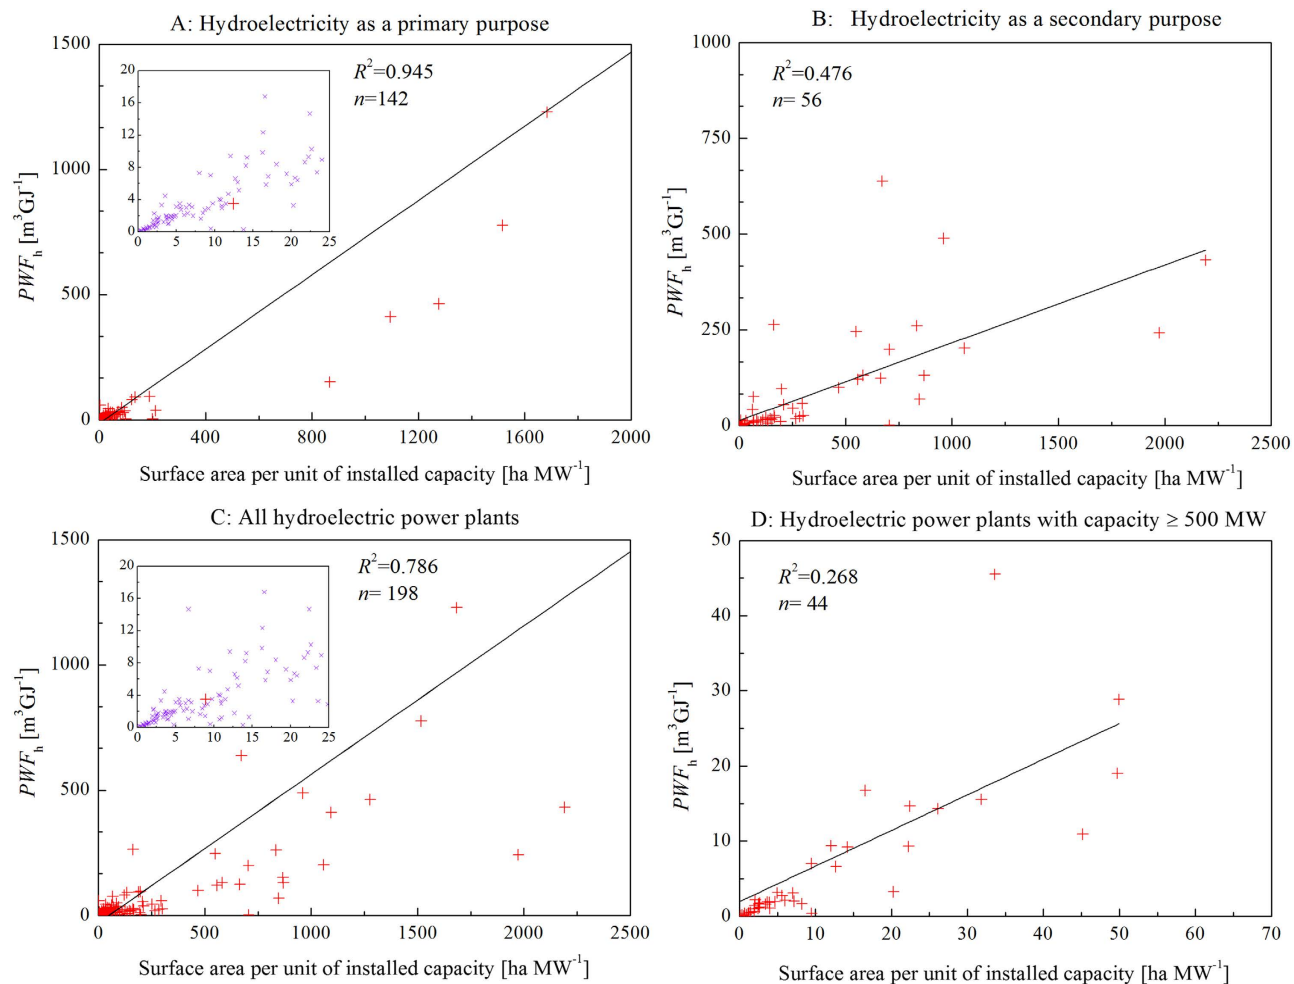 A: Hydroelectricity as a primary purpose
1500
1000
500
0
PWFh [m³GJ⁻¹]
R²=0.945
n=142
20
16
12
8
4
0
0 5 10 15 20 25
0 400 800 1200 1600 2000
Surface area per unit of installed capacity [ha MW⁻¹]
B: Hydroelectricity as a secondary purpose
1000
750
500
250
0
PWFh [m³GJ⁻¹]
R²=0.476
n= 56
0 500 1000 1500 2000 2500
Surface area per unit of installed capacity [ha MW⁻¹]
C: All hydroelectric power plants
1500
1000
500
0
PWFh [m³GJ⁻¹]
R²=0.786
n= 198
20
16
12
8
4
0
0 5 10 15 20 25
0 500 1000 1500 2000 2500
Surface area per unit of installed capacity [ha MW⁻¹]
D: Hydroelectric power plants with capacity ≥ 500 MW
50
40
30
20
10
0
PWFh [m³GJ⁻¹]
R²=0.268
n= 44
0 10 20 30 40 50 60 70
Surface area per unit of installed capacity [ha MW⁻¹]